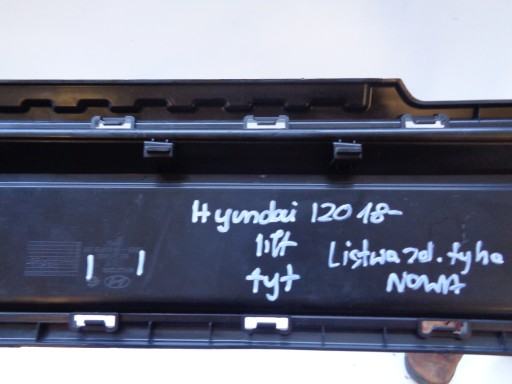 Hyundai I20 18-
lift
tył
Listwa zd. tylna
NOWA